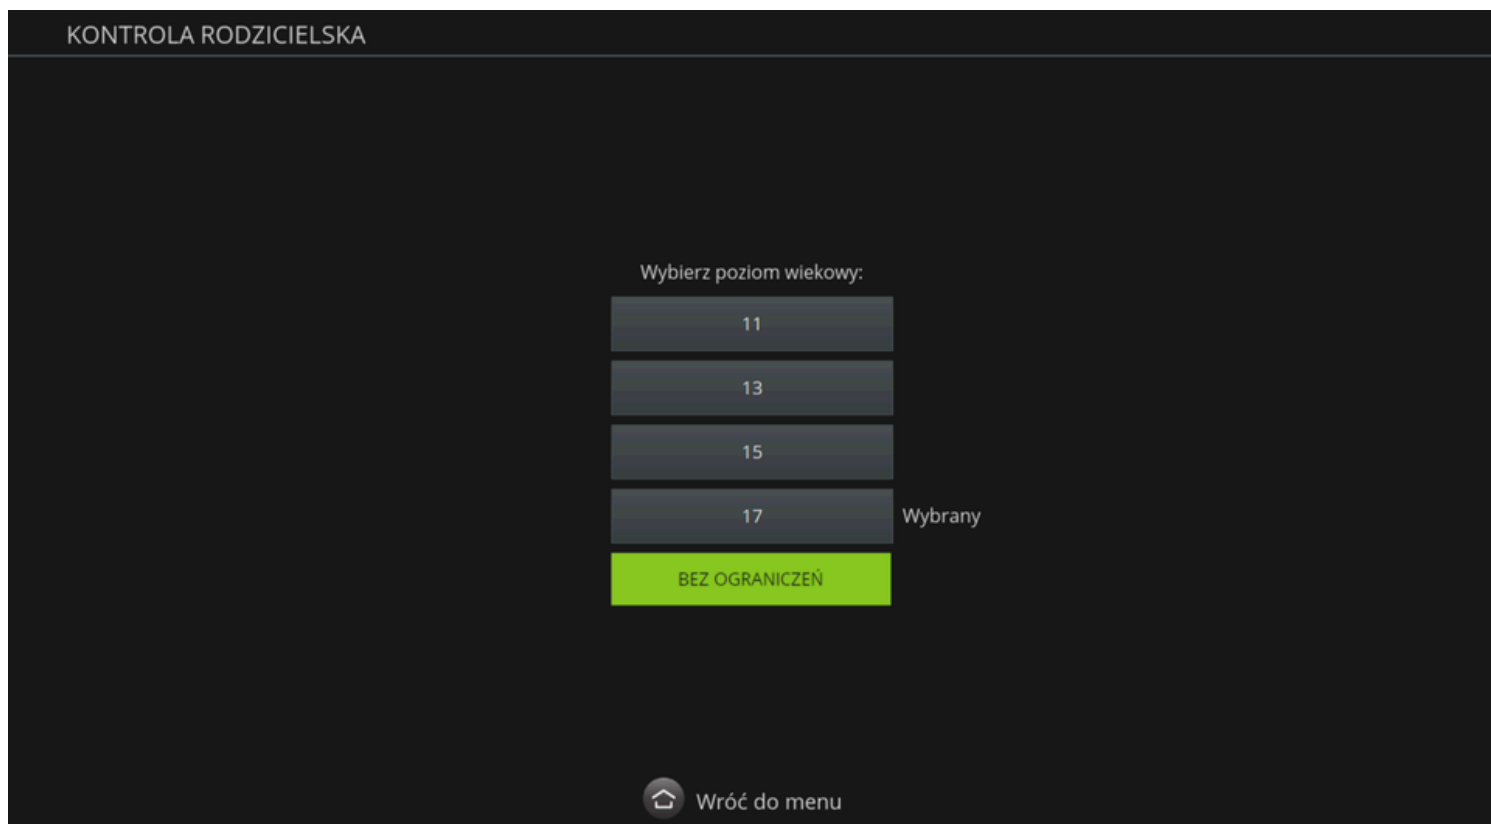 KONTROLA RODZICIELSKA
Wybierz poziom wiekowy:
11
13
15
17 Wybrany
BEZ OGRANICZEŃ
Wróć do menu